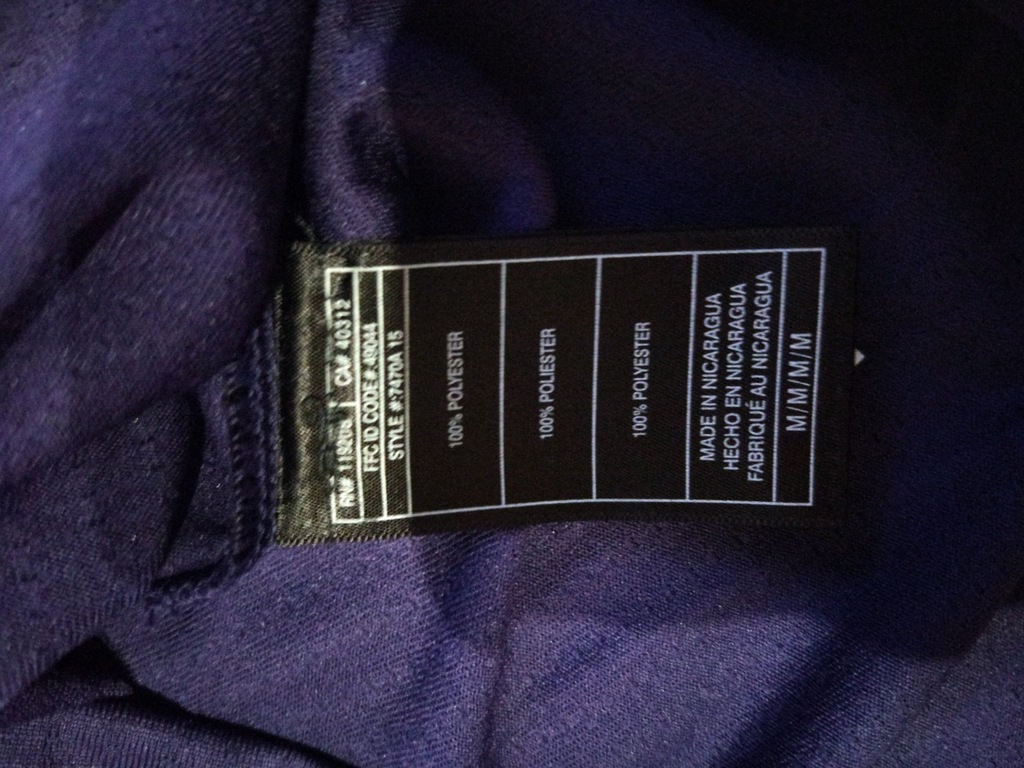 RN# 119206 | CA# 40312
FFC ID CODE # 49044
STYLE #:7470A 15
100% POLYESTER
100% POLIESTER
100% POLYESTER
MADE IN NICARAGUA
HECHO EN NICARAGUA
FABRIQUÉ AU NICARAGUA
M/M/M/M